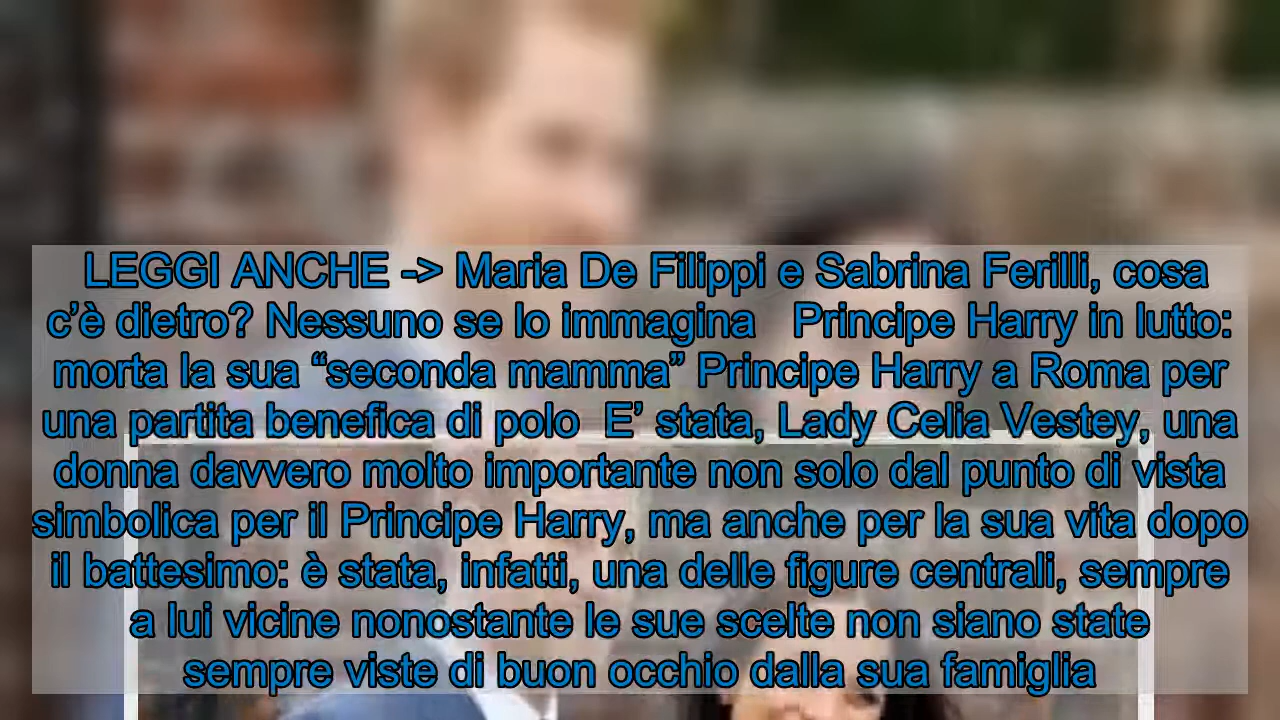 LEGGI ANCHE -> Maria De Filippi e Sabrina Ferilli, cosa
c’è dietro? Nessuno se lo immagina   Principe Harry in lutto:
morta la sua “seconda mamma” Principe Harry a Roma per
una partita benefica di polo  E’ stata, Lady Celia Vestey, una
donna davvero molto importante non solo dal punto di vista
simbolica per il Principe Harry, ma anche per la sua vita dopo
il battesimo: è stata, infatti, una delle figure centrali, sempre
a lui vicine nonostante le sue scelte non siano state
sempre viste di buon occhio dalla sua famiglia